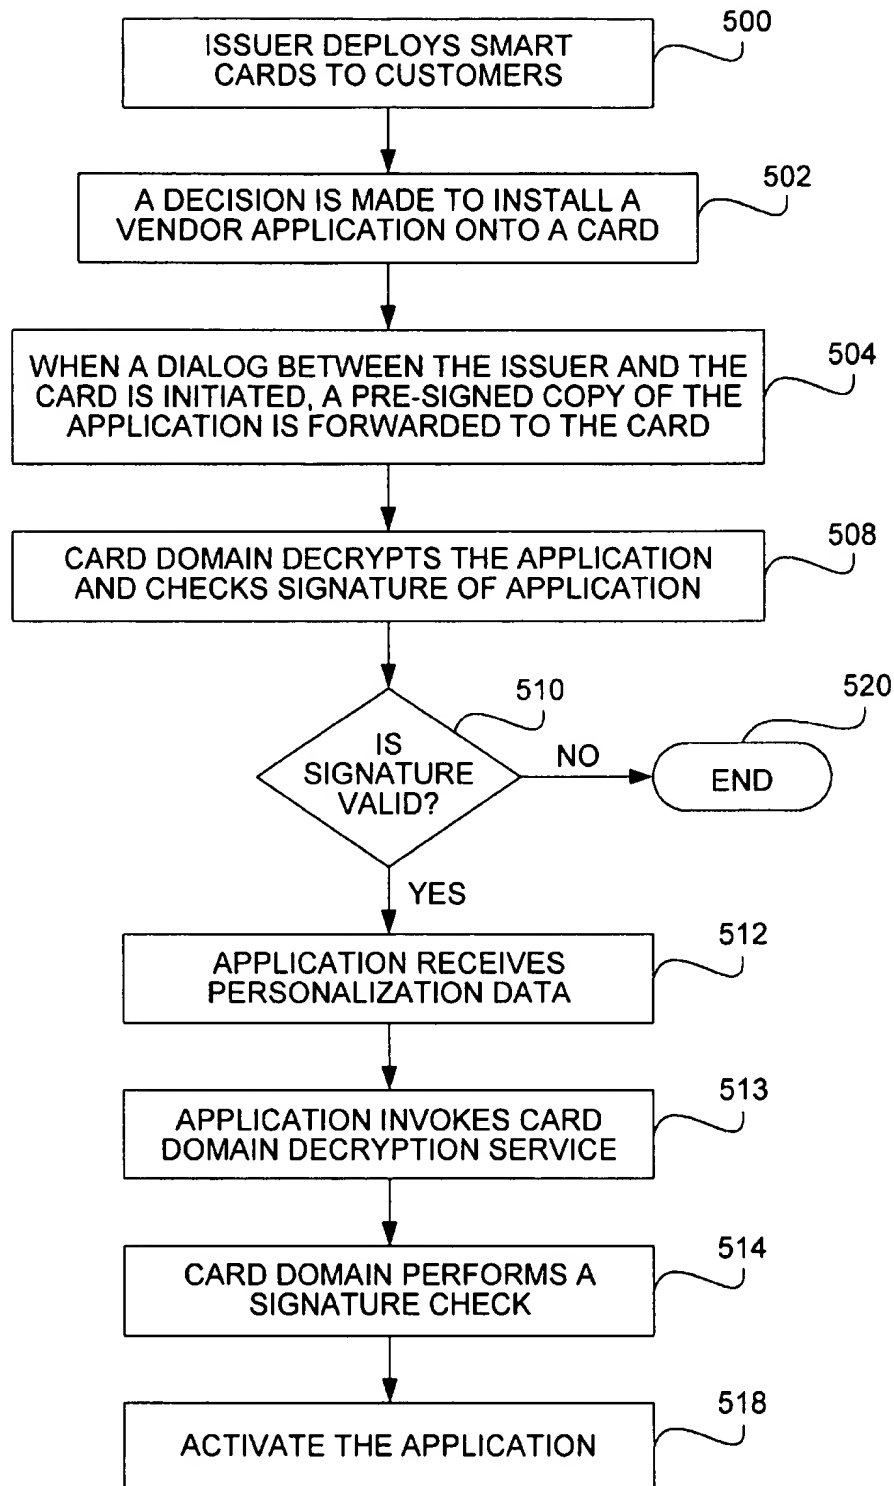 500
ISSUER DEPLOYS SMART
CARDS TO CUSTOMERS
502
A DECISION IS MADE TO INSTALL A
VENDOR APPLICATION ONTO A CARD
504
WHEN A DIALOG BETWEEN THE ISSUER AND THE
CARD IS INITIATED, A PRE-SIGNED COPY OF THE
APPLICATION IS FORWARDED TO THE CARD
508
CARD DOMAIN DECRYPTS THE APPLICATION
AND CHECKS SIGNATURE OF APPLICATION
510
520
IS
SIGNATURE
VALID?
NO
END
YES
512
APPLICATION RECEIVES
PERSONALIZATION DATA
513
APPLICATION INVOKES CARD
DOMAIN DECRYPTION SERVICE
514
CARD DOMAIN PERFORMS A
SIGNATURE CHECK
518
ACTIVATE THE APPLICATION